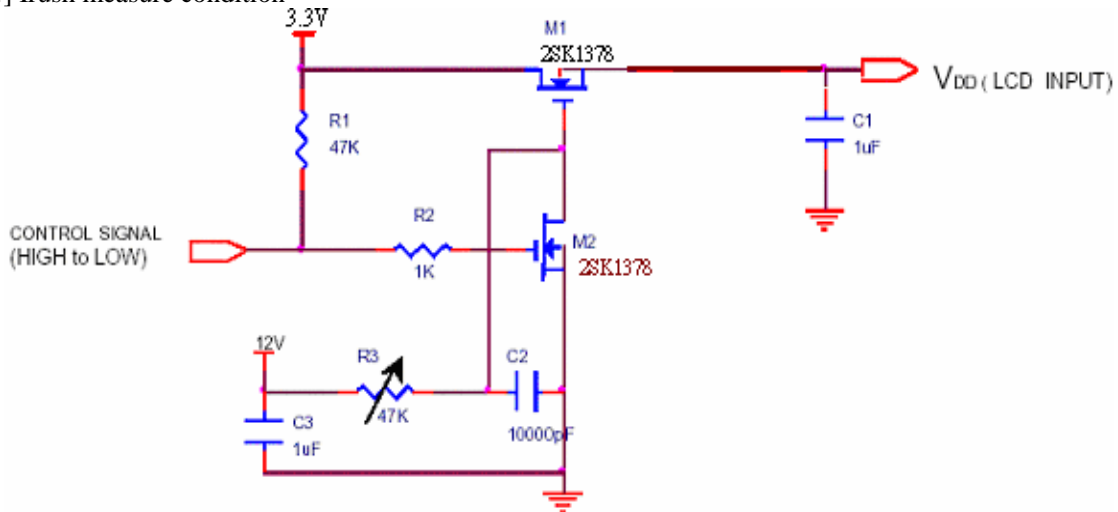 3.3V
M1
2SK1378
VDD ( LCD INPUT)
R1
47K
C1
1uF
R2
1K
CONTROL SIGNAL
(HIGH to LOW)
M2
2SK1378
12V
R3
47K
C2
10000pF
C3
1uF